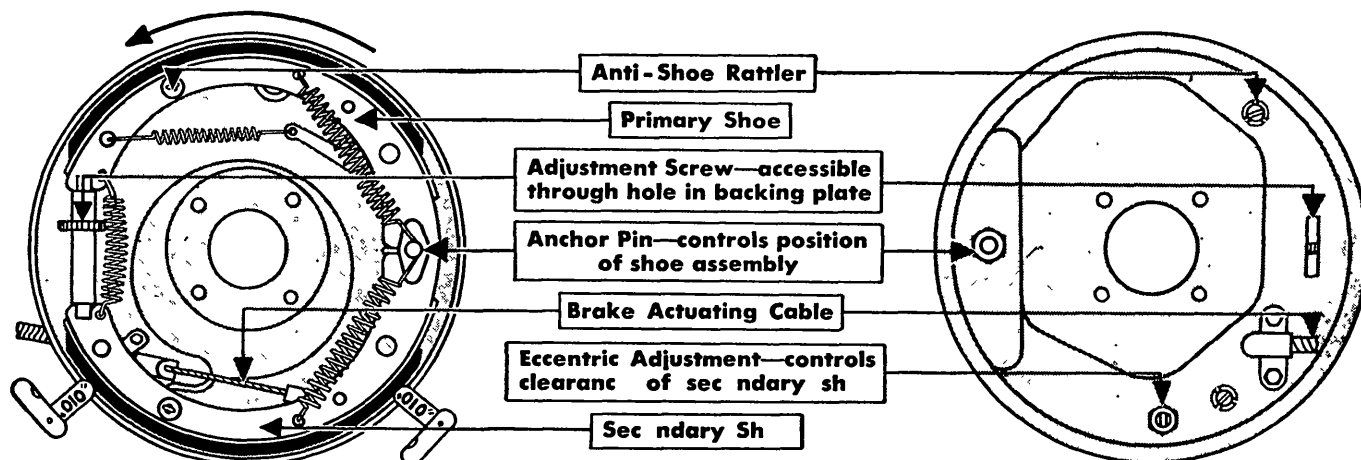 Anti-Shoe Rattler
Primary Shoe
Adjustment Screw—accessible
through hole in backing plate
Anchor Pin—controls position
of shoe assembly
Brake Actuating Cable
Eccentric Adjustment—controls
clearanc of sec ndary sh
Sec ndary Sh
.010"
.010"